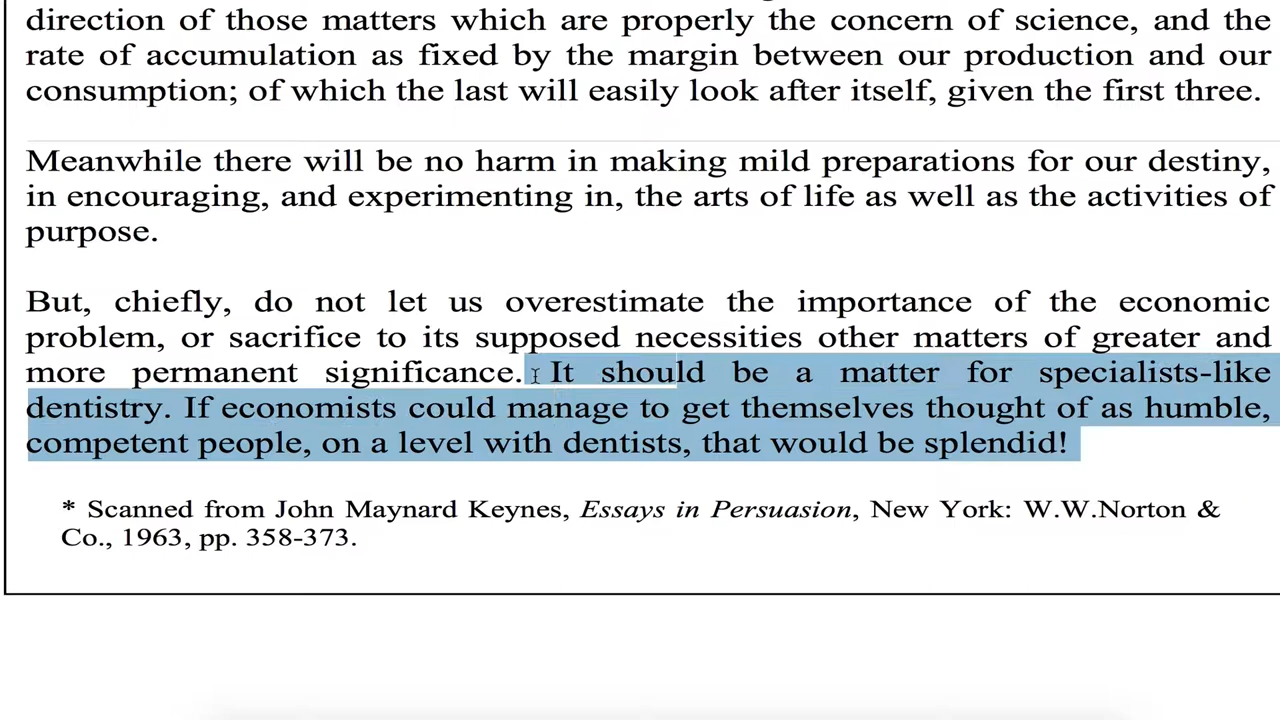 direction of those matters which are properly the concern of science, and the
rate of accumulation as fixed by the margin between our production and our
consumption; of which the last will easily look after itself, given the first three.
Meanwhile there will be no harm in making mild preparations for our destiny,
in encouraging, and experimenting in, the arts of life as well as the activities of
purpose.
But, chiefly, do not let us overestimate the importance of the economic
problem, or sacrifice to its supposed necessities other matters of greater and
more permanent significance. It should be a matter for specialists-like
dentistry. If economists could manage to get themselves thought of as humble,
competent people, on a level with dentists, that would be splendid!
* Scanned from John Maynard Keynes, Essays in Persuasion, New York: W.W.Norton &
Co., 1963, pp. 358-373.